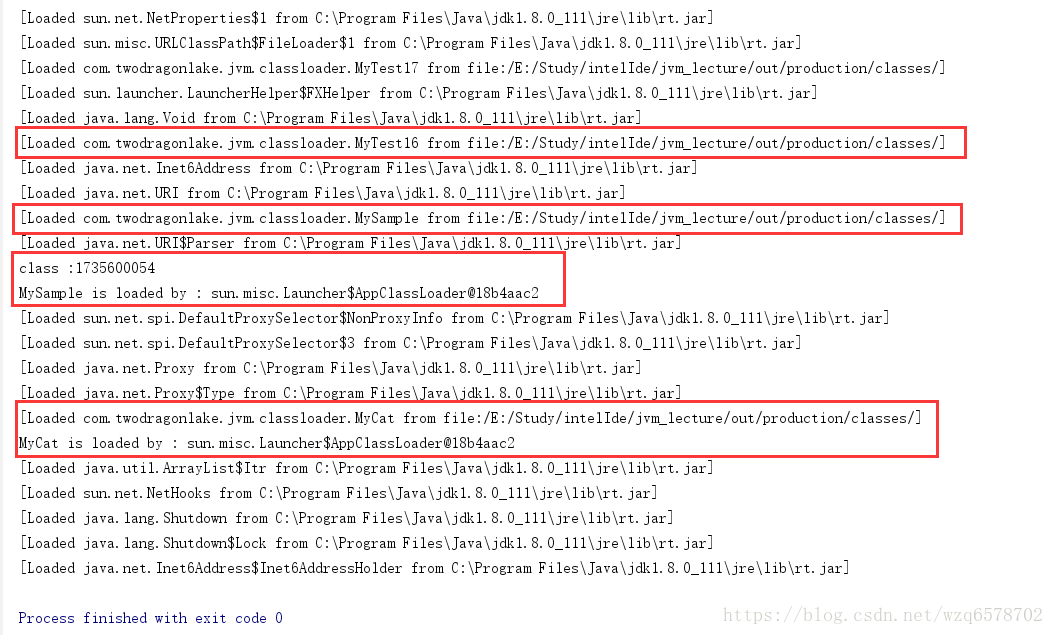 [Loaded sun.net.NetProperties$1 from C:\Program Files\Java\jdk1.8.0_111\jre\lib\rt.jar]
[Loaded sun.misc.URLClassPath$FileLoader$1 from C:\Program Files\Java\jdk1.8.0_111\jre\lib\rt.jar]
[Loaded com.twodragonlake.jvm.classloader.MyTest17 from file:/E:/Study/intelIde/jvm_lecture/out/production/classes/]
[Loaded sun.launcher.LauncherHelper$FXHelper from C:\Program Files\Java\jdk1.8.0_111\jre\lib\rt.jar]
[Loaded java.lang.Void from C:\Program Files\Java\jdk1.8.0_111\jre\lib\rt.jar]
[Loaded com.twodragonlake.jvm.classloader.MyTest16 from file:/E:/Study/intelIde/jvm_lecture/out/production/classes/]
[Loaded java.net.Inet6Address from C:\Program Files\Java\jdk1.8.0_111\jre\lib\rt.jar]
[Loaded java.net.URI from C:\Program Files\Java\jdk1.8.0_111\jre\lib\rt.jar]
[Loaded com.twodragonlake.jvm.classloader.MySample from file:/E:/Study/intelIde/jvm_lecture/out/production/classes/]
[Loaded java.net.URI$Parser from C:\Program Files\Java\jdk1.8.0_111\jre\lib\rt.jar]
class :1735600054
MySample is loaded by : sun.misc.Launcher$AppClassLoader@18b4aac2
[Loaded sun.net.spi.DefaultProxySelector$NonProxyInfo from C:\Program Files\Java\jdk1.8.0_111\jre\lib\rt.jar]
[Loaded sun.net.spi.DefaultProxySelector$3 from C:\Program Files\Java\jdk1.8.0_111\jre\lib\rt.jar]
[Loaded java.net.Proxy from C:\Program Files\Java\jdk1.8.0_111\jre\lib\rt.jar]
[Loaded java.net.Proxy$Type from C:\Program Files\Java\jdk1.8.0_111\jre\lib\rt.jar]
[Loaded com.twodragonlake.jvm.classloader.MyCat from file:/E:/Study/intelIde/jvm_lecture/out/production/classes/]
MyCat is loaded by : sun.misc.Launcher$AppClassLoader@18b4aac2
[Loaded java.util.ArrayList$Itr from C:\Program Files\Java\jdk1.8.0_111\jre\lib\rt.jar]
[Loaded sun.net.NetHooks from C:\Program Files\Java\jdk1.8.0_111\jre\lib\rt.jar]
[Loaded java.lang.Shutdown from C:\Program Files\Java\jdk1.8.0_111\jre\lib\rt.jar]
[Loaded java.lang.Shutdown$Lock from C:\Program Files\Java\jdk1.8.0_111\jre\lib\rt.jar]
[Loaded java.net.Inet6Address$Inet6AddressHolder from C:\Program Files\Java\jdk1.8.0_111\jre\lib\rt.jar]
Process finished with exit code 0
https://blog.csdn.net/wzq6578702